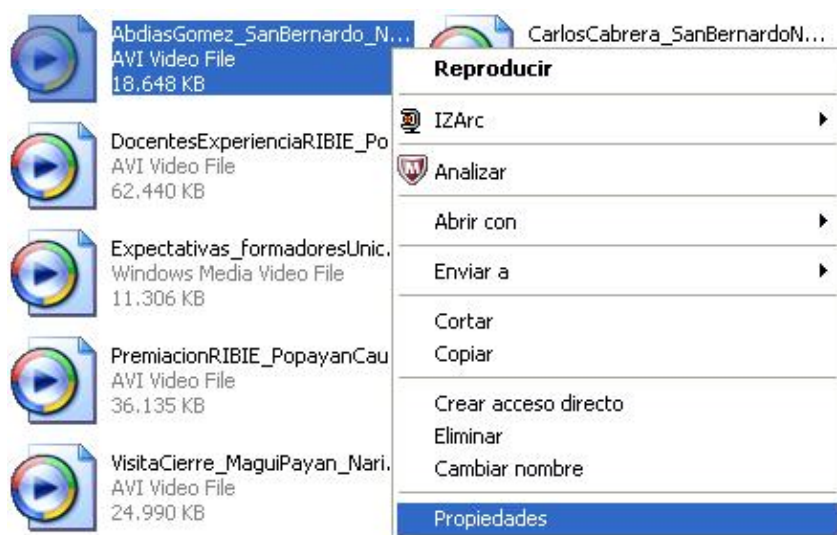 AbdiasGomez_SanBernardo_N...
AVI Video File
18.648 KB
CarlosCabrera_SanBernardoN...
DocentesExperienciaRIBIE_Po
AVI Video File
62.440 KB
Expectativas_formadoresUnic.
Windows Media Video File
11.306 KB
PremiacionRIBIE_PopayanCau
AVI Video File
36.135 KB
VisitaCierre_MaguiPayan_Nari.
AVI Video File
24.990 KB
Reproducir
IZArc
Analizar
Abrir con
Enviar a
Cortar
Copiar
Crear acceso directo
Eliminar
Cambiar nombre
Propiedades